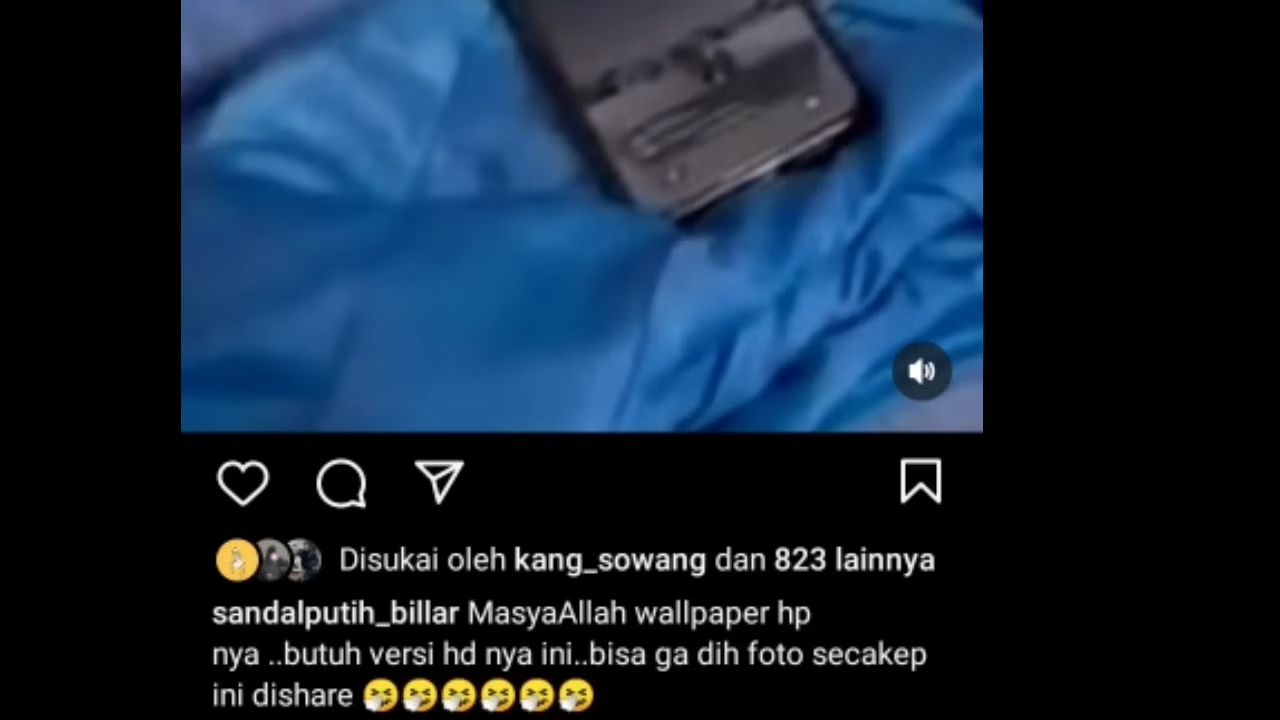 Disukai oleh kang_sowang dan 823 lainnya
sandalputih_billar MasyaAllah wallpaper hp
nya ..butuh versi hd nya ini..bisa ga dih foto secakep
ini dishare 🤧🤧🤧🤧🤧🤧